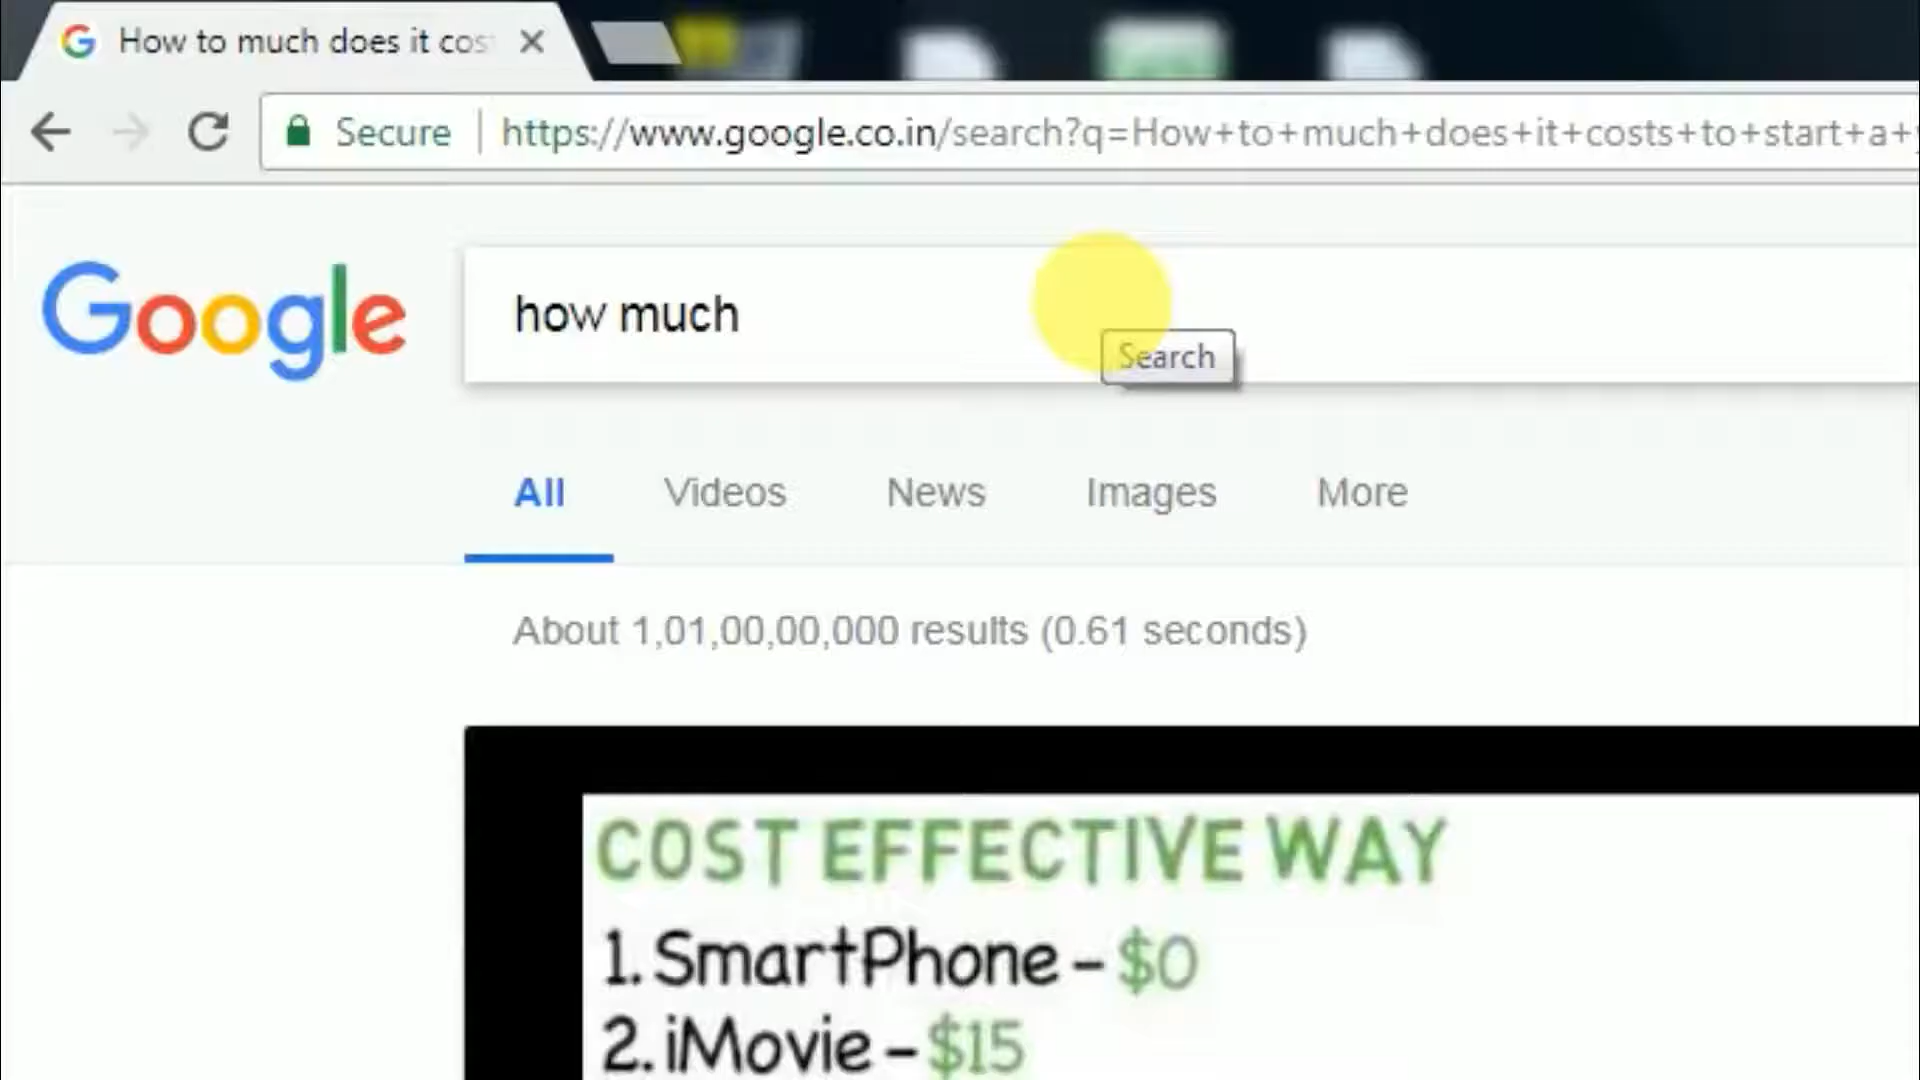 How to much does it cos
Secure https://www.google.co.in/search?q=How+to+much+does+it+costs+to+start+a+
Google
how much
Search
All Videos News Images More
About 1,01,00,00,000 results (0.61 seconds)
COST EFFECTIVE WAY
1. SmartPhone - $0
2. iMovie - $15